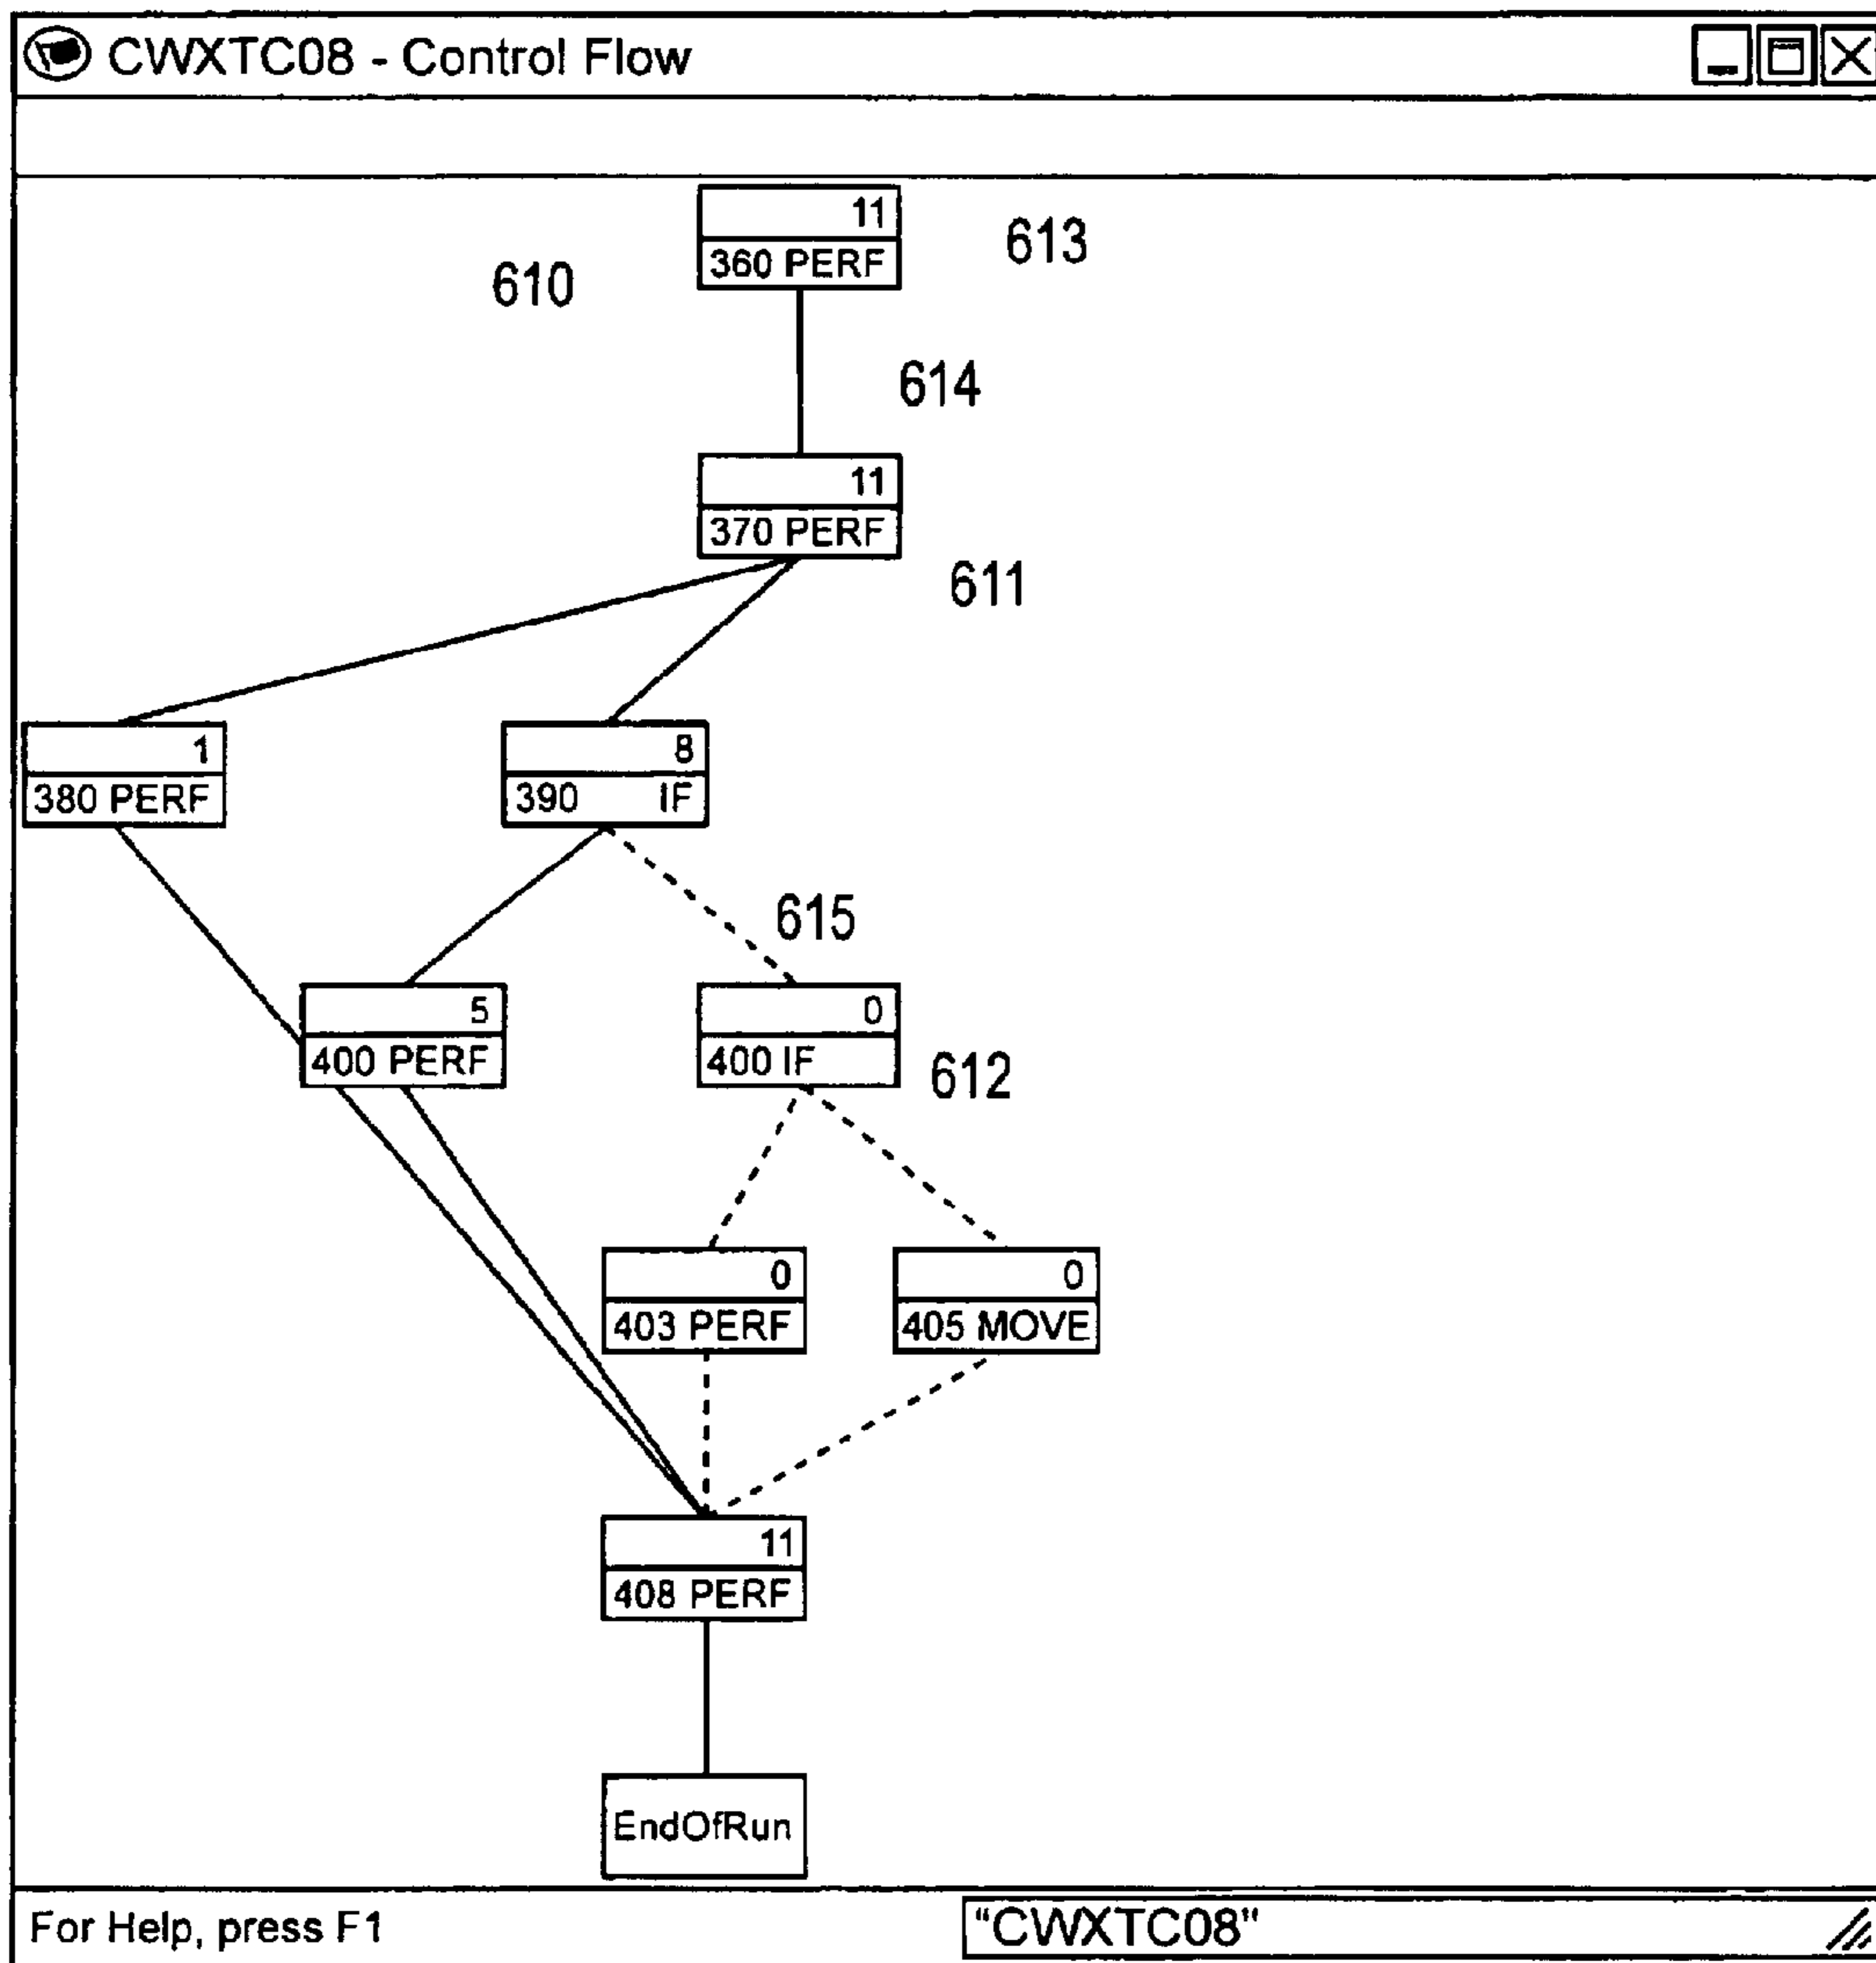 CWXTC08 - Control Flow
11
360 PERF
613
610
614
11
370 PERF
611
1
380 PERF
8
390 IF
615
5
400 PERF
0
400 IF
612
0
403 PERF
0
405 MOVE
11
408 PERF
EndOfRun
For Help, press F1
"CWXTC08"